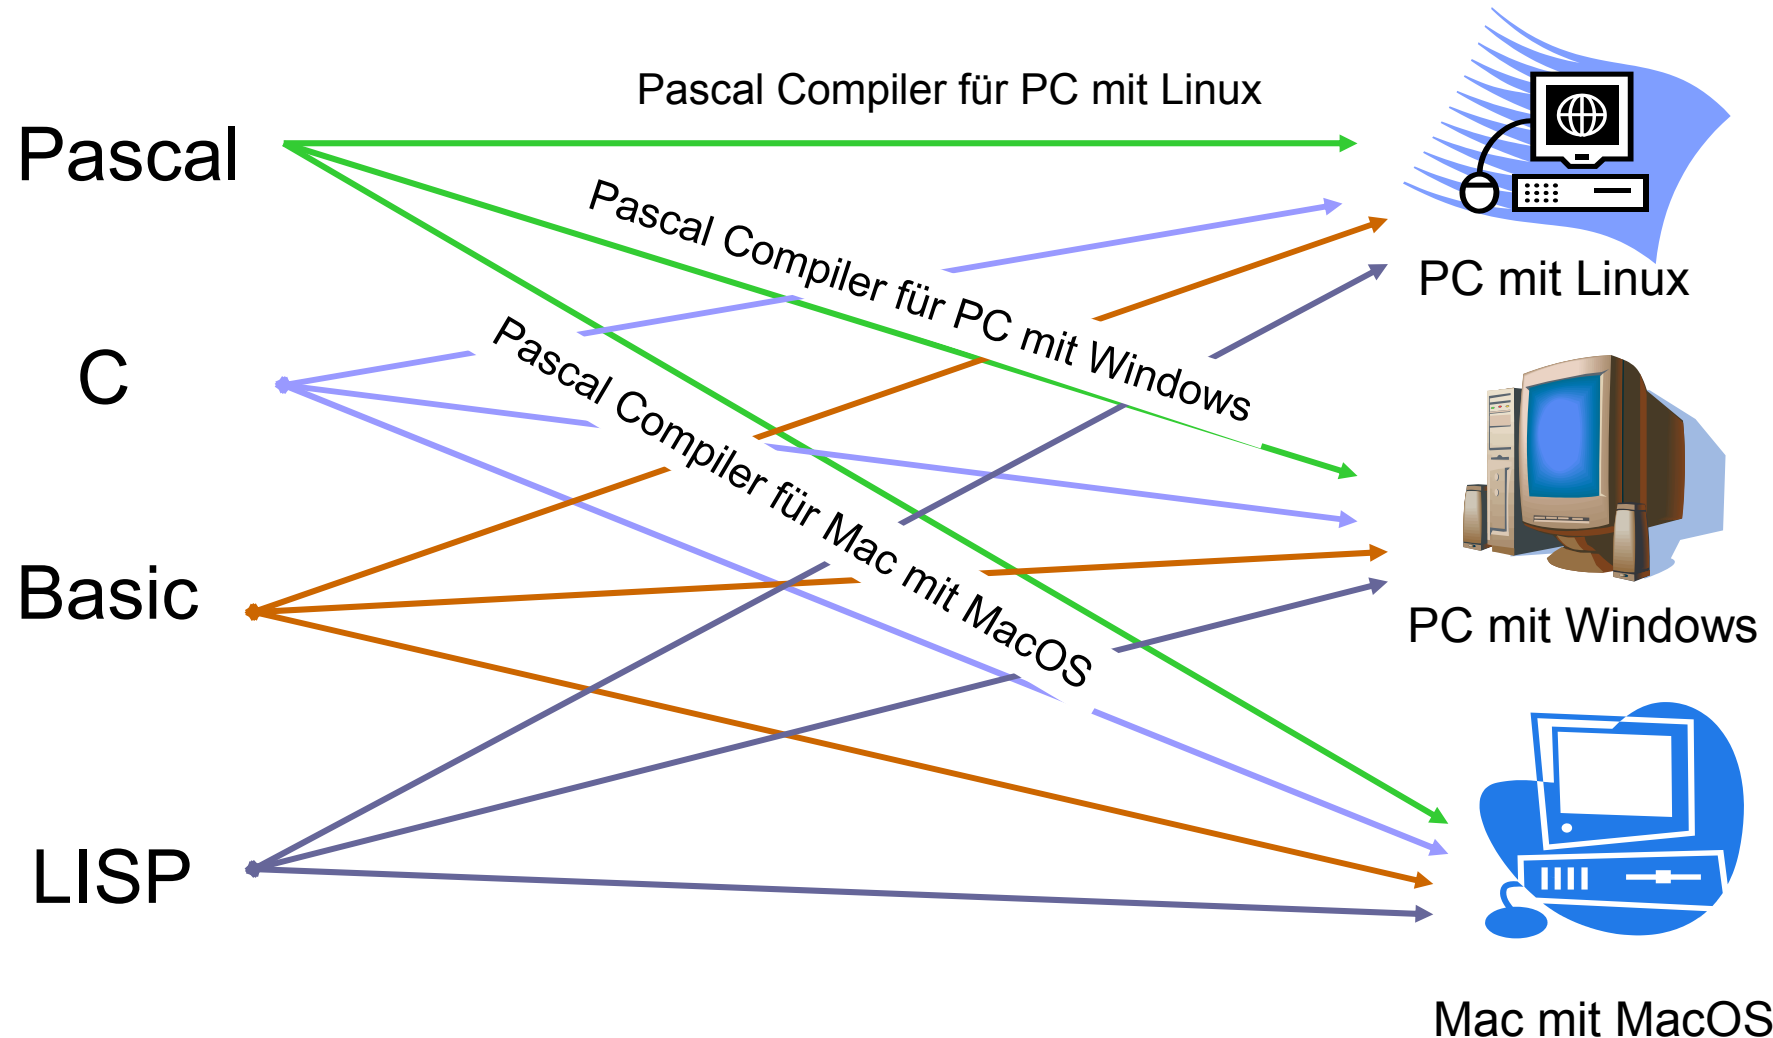 Pascal Compiler für PC mit Linux
Pascal
Pascal Compiler für PC mit Windows
PC mit Linux
Pascal Compiler für Mac mit MacOS
C
Basic
PC mit Windows
LISP
Mac mit MacOS